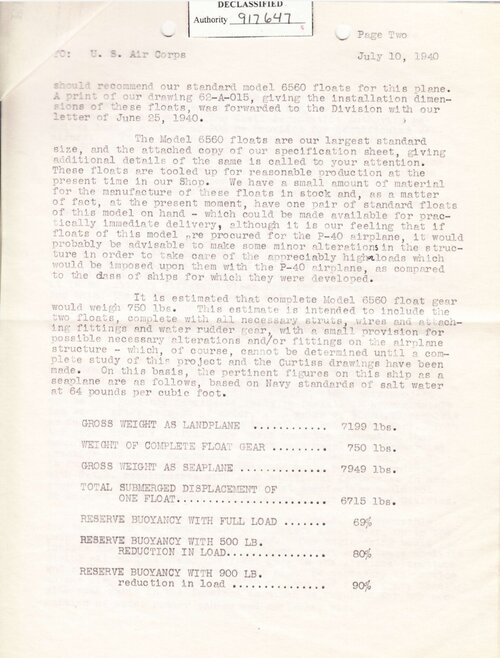 DECLASSIFIED
Authority 917647
Page Two
TO: U. S. Air Corps
July 10, 1940
should recommend our standard model 6560 floats for this plane.
A print of our drawing 62-A-015, giving the installation dimen-
sions of these floats, was forwarded to the Division with our
letter of June 25, 1940.
The Model 6560 floats are our largest standard
size, and the attached copy of our specification sheet, giving
additional details of the same is called to your attention.
These floats are tooled up for reasonable production at the
present time in our Shop. We have a small amount of material
for the manufacture of these floats in stock and, as a matter
of fact, at the present moment, have one pair of standard floats
of this model on hand - which could be made available for prac-
tically immediate delivery, although it is our feeling that if
floats of this model are procured for the P-40 airplane, it would
probably be advisable to make some minor alterations in the struc-
ture in order to take care of the appreciably high loads which
would be imposed upon them with the P-40 airplane, as compared
to the class of ships for which they were developed.
It is estimated that complete Model 6560 float gear
would weigh 750 lbs. This estimate is intended to include the
two floats, complete with all necessary struts, wires and attach-
ing fittings and water rudder gear, with a small provision for
possible necessary alterations and/or fittings on the airplane
structure - which, of course, cannot be determined until a com-
plete study of this project and the Curtiss drawings have been
made. On this basis, the pertinent figures on this ship as a
seaplane are as follows, based on Navy standards of salt water
at 64 pounds per cubic foot.
GROSS WEIGHT AS LANDPLANE ............ 7199 lbs.
WEIGHT OF COMPLETE FLOAT GEAR ......... 750 lbs.
GROSS WEIGHT AS SEAPLANE .............. 7949 lbs.
TOTAL SUBMERGED DISPLACEMENT OF
ONE FLOAT......................... 6715 lbs.
RESERVE BUOYANCY WITH FULL LOAD ....... 69%
RESERVE BUOYANCY WITH 500 LB.
REDUCTION IN LOAD................. 80%
RESERVE BUOYANCY WITH 900 LB.
reduction in load ................ 90%